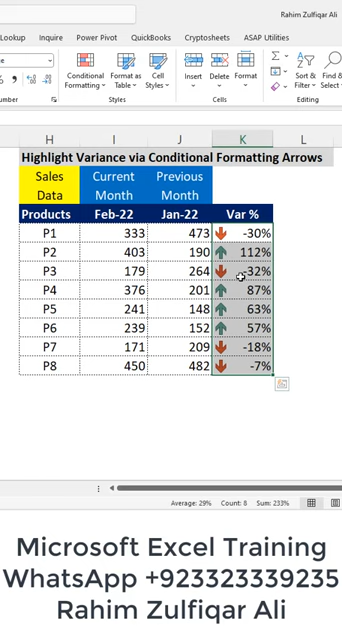 Rahim Zulfiqar Ali
Lookup Inquire Power Pivot QuickBooks Cryptosheets ASAP Utilities
Conditional Formatting
Format as Table
Cell Styles
Insert Delete Format
Sort & Filter
Find & Select
Styles Cells Editing
H I J K L
Highlight Variance via Conditional Formatting Arrows
Sales Data Current Month Previous Month
Products Feb-22 Jan-22 Var %
P1 333 473 -30%
P2 403 190 112%
P3 179 264 -32%
P4 376 201 87%
P5 241 148 63%
P6 239 152 57%
P7 171 209 -18%
P8 450 482 -7%
Average: 29% Count: 8 Sum: 233%
Microsoft Excel Training
WhatsApp +923323339235
Rahim Zulfiqar Ali